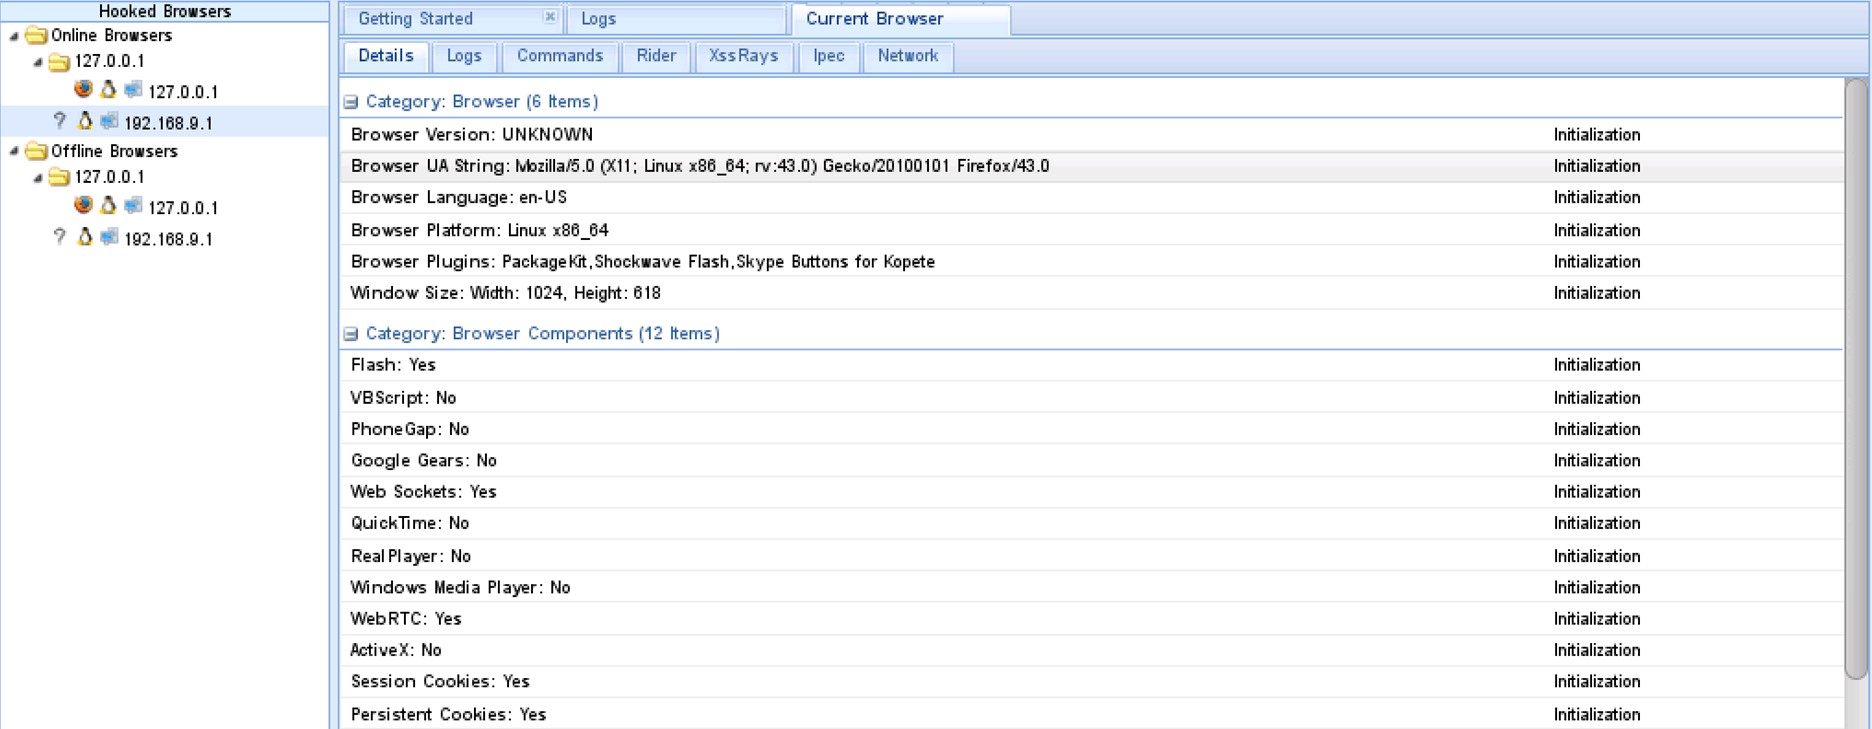 Hooked Browsers
Online Browsers
127.0.0.1
127.0.0.1
? 192.168.9.1
Offline Browsers
127.0.0.1
127.0.0.1
? 192.168.9.1
Getting Started Logs Current Browser
Details Logs Commands Rider XssRays Ipec Network
Category: Browser (6 Items)
Browser Version: UNKNOWN Initialization
Browser UA String: Mozilla/5.0 (X11; Linux x86_64; rv:43.0) Gecko/20100101 Firefox/43.0 Initialization
Browser Language: en-US Initialization
Browser Platform: Linux x86_64 Initialization
Browser Plugins: PackageKit,Shockwave Flash,Skype Buttons for Kopete Initialization
Window Size: Width: 1024, Height: 618 Initialization
Category: Browser Components (12 Items)
Flash: Yes Initialization
VBScript: No Initialization
PhoneGap: No Initialization
Google Gears: No Initialization
Web Sockets: Yes Initialization
QuickTime: No Initialization
RealPlayer: No Initialization
Windows Media Player: No Initialization
WebRTC: Yes Initialization
ActiveX: No Initialization
Session Cookies: Yes Initialization
Persistent Cookies: Yes Initialization